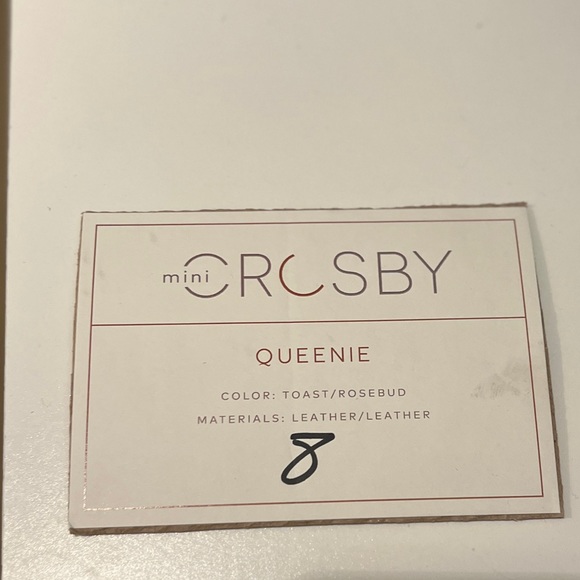 mini CROSBY
QUEENIE
COLOR: TOAST/ROSEBUD
MATERIALS: LEATHER/LEATHER
8